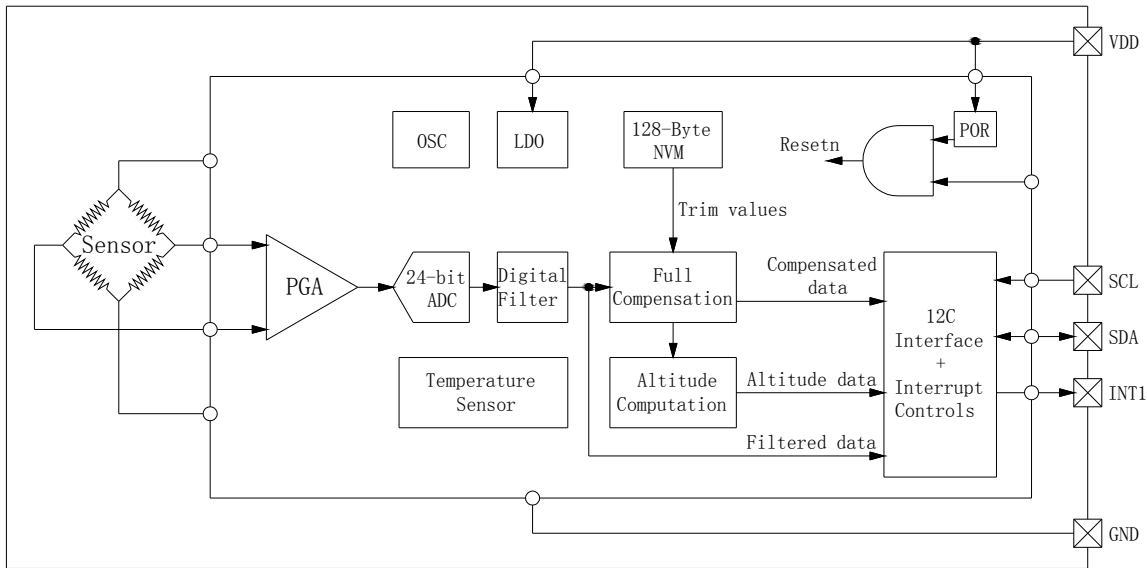 VDD
OSC
LDO
128-Byte
NVM
POR
Resetn
Trim values
Sensor
PGA
24-bit
ADC
Digital
Filter
Full
Compensation
Compensated
data
12C
Interface
+
Interrupt
Controls
SCL
SDA
INT1
Temperature
Sensor
Altitude
Computation
Altitude data
Filtered data
GND